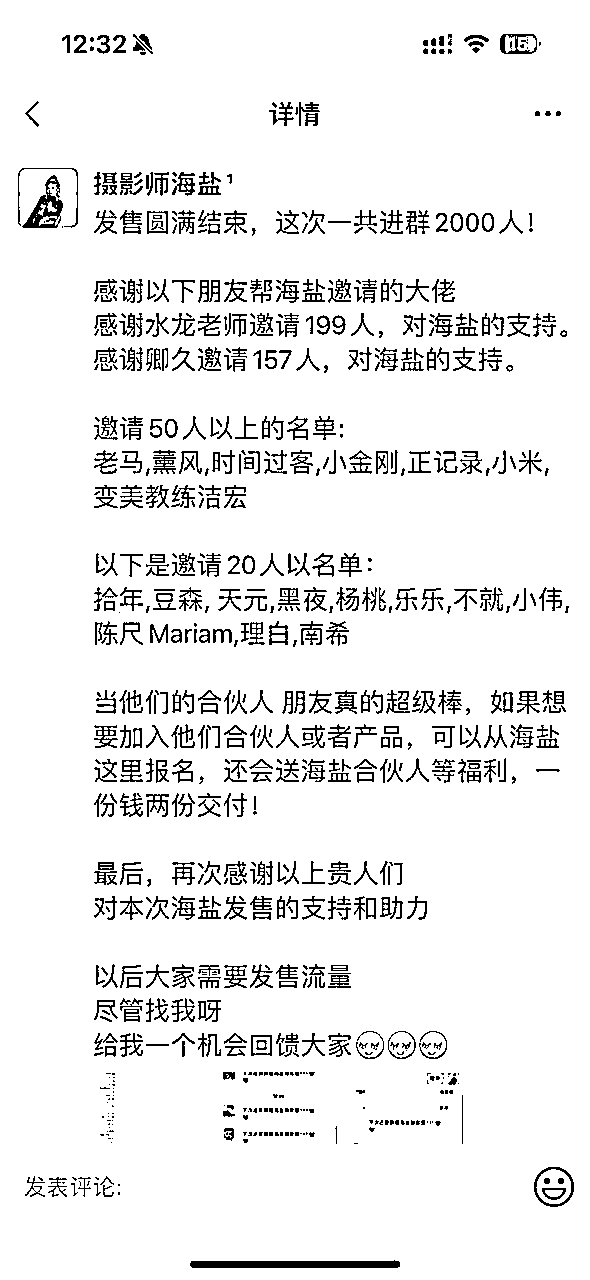 12:32
15
详情
摄影师海盐¹
发售圆满结束，这次一共进群2000人！
感谢以下朋友帮海盐邀请的大佬
感谢水龙老师邀请199人，对海盐的支持。
感谢卿久邀请157人，对海盐的支持。
邀请50人以上的名单:
老马,薰风,时间过客,小金刚,正记录,小米,
变美教练洁宏
以下是邀请20人以名单：
拾年,豆森, 天元,黑夜,杨桃,乐乐,不就,小伟,
陈尺Mariam,理白,南希
当他们的合伙人 朋友真的超级棒，如果想
要加入他们合伙人或者产品，可以从海盐
这里报名，还会送海盐合伙人等福利，一
份钱两份交付！
最后，再次感谢以上贵人们
对本次海盐发售的支持和助力
以后大家需要发售流量
尽管找我呀
给我一个机会回馈大家
发表评论: